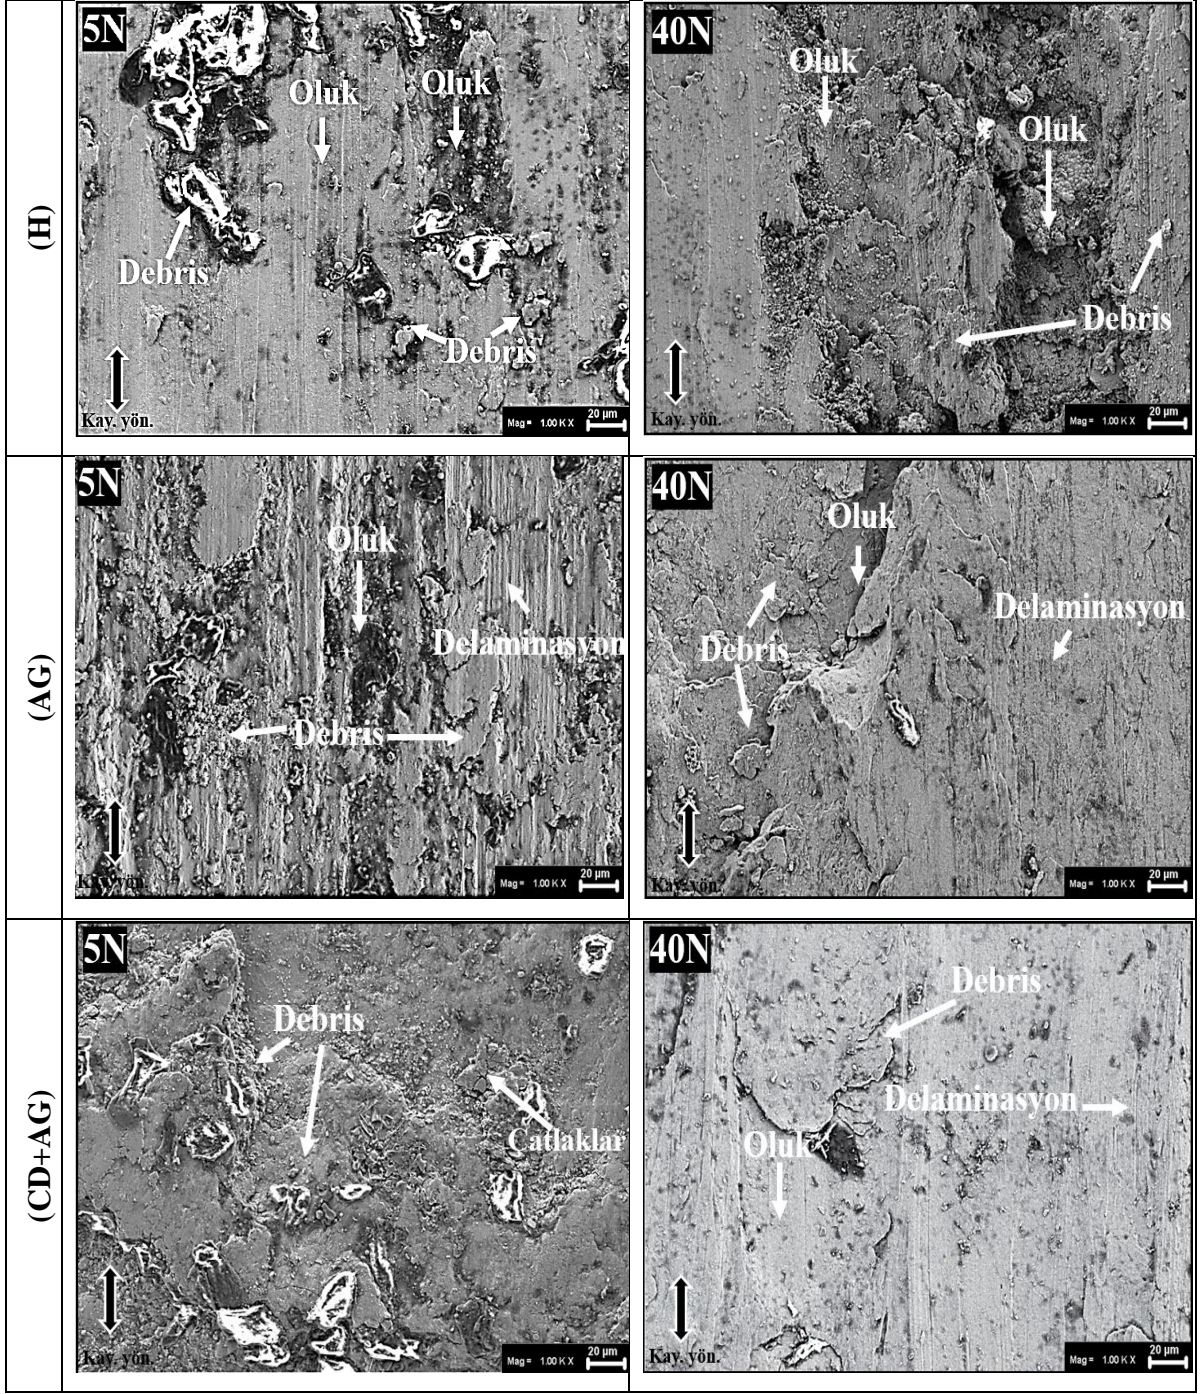 (H)
5N
Oluk
Oluk
Debris
Debris
Kay. yön.
Mag = 1.00 K X
20 µm
40N
Oluk
Oluk
Debris
Kay. yön.
Mag = 1.00 K X
20 µm
(AG)
5N
Oluk
Delaminasyon
Debris
Kay. yön.
Mag = 1.00 K X
20 µm
40N
Oluk
Delaminasyon
Debris
Kay. yön.
Mag = 1.00 K X
20 µm
(CD+AG)
5N
Debris
Catlaklar
Kay. yön.
Mag = 1.00 K X
20 µm
40N
Debris
Delaminasyon
Oluk
Kay. yön.
Mag = 1.00 K X
20 µm